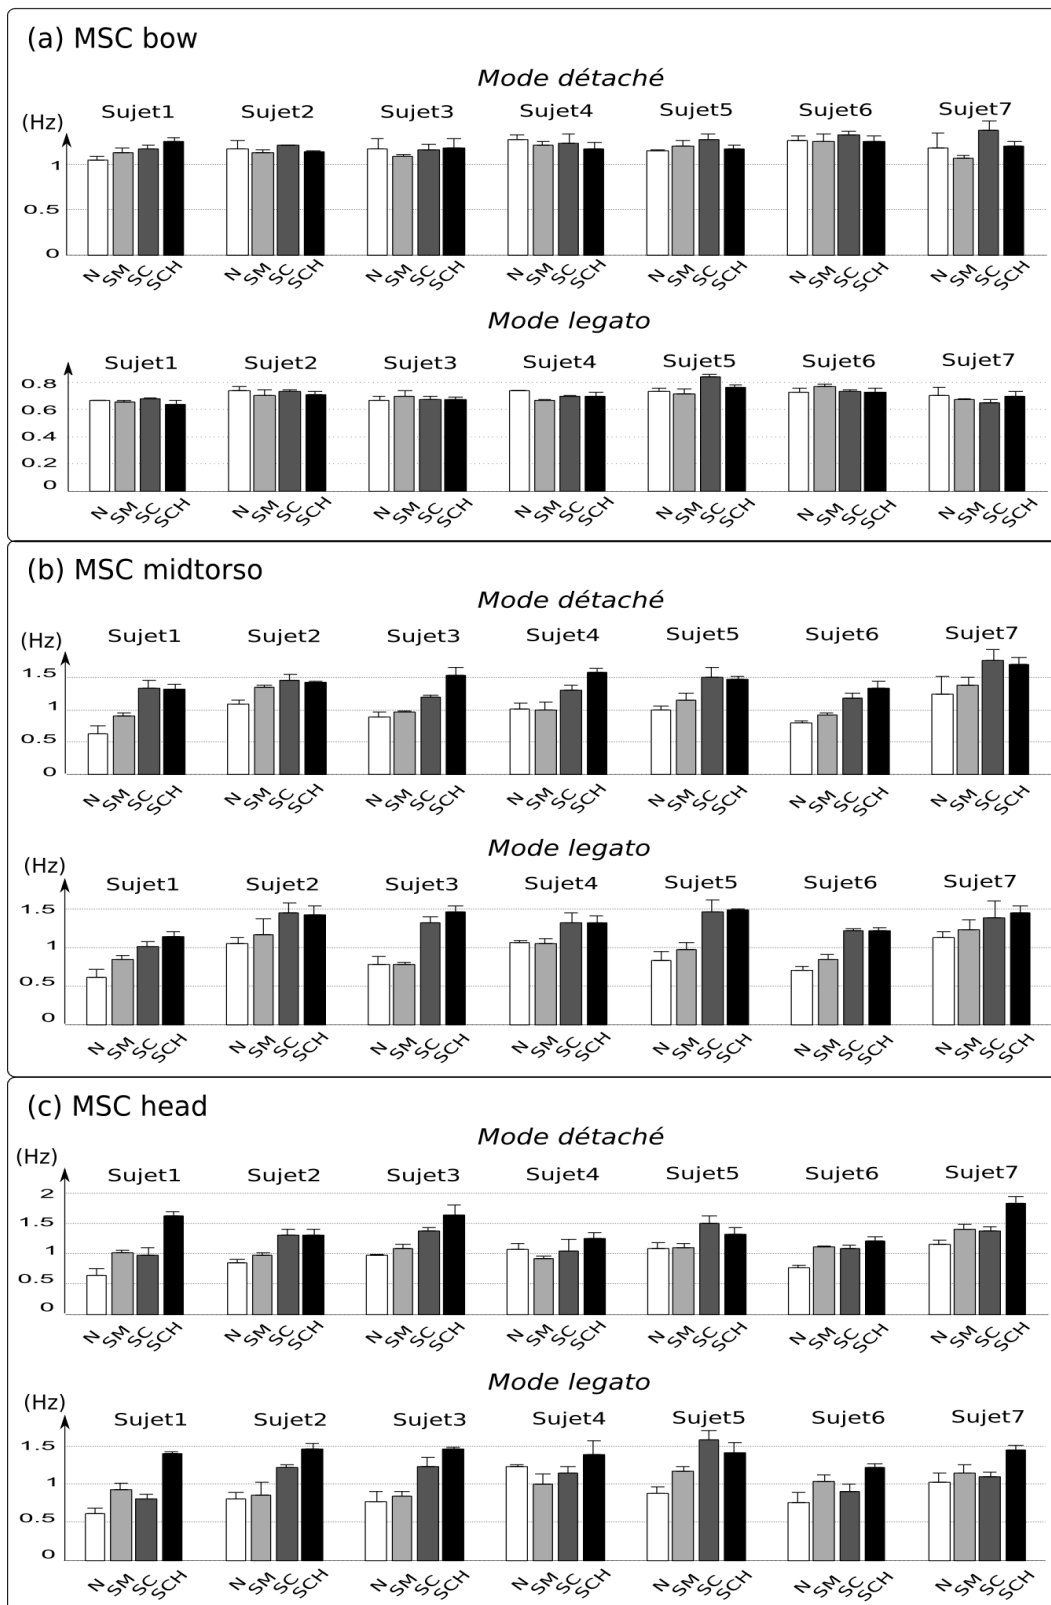 (a) MSC bow
Mode détaché
(Hz) Sujet1 Sujet2 Sujet3 Sujet4 Sujet5 Sujet6 Sujet7
1
0.5
0
N SM SC SCH N SM SC SCH N SM SC SCH N SM SC SCH N SM SC SCH N SM SC SCH N SM SC SCH
Mode legato
Sujet1 Sujet2 Sujet3 Sujet4 Sujet5 Sujet6 Sujet7
0.8
0.6
0.4
0.2
0
N SM SC SCH N SM SC SCH N SM SC SCH N SM SC SCH N SM SC SCH N SM SC SCH N SM SC SCH
(b) MSC midtorso
Mode détaché
(Hz) Sujet1 Sujet2 Sujet3 Sujet4 Sujet5 Sujet6 Sujet7
1.5
1
0.5
0
N SM SC SCH N SM SC SCH N SM SC SCH N SM SC SCH N SM SC SCH N SM SC SCH N SM SC SCH
Mode legato
(Hz) Sujet1 Sujet2 Sujet3 Sujet4 Sujet5 Sujet6 Sujet7
1.5
1
0.5
0
N SM SC SCH N SM SC SCH N SM SC SCH N SM SC SCH N SM SC SCH N SM SC SCH N SM SC SCH
(c) MSC head
Mode détaché
(Hz) Sujet1 Sujet2 Sujet3 Sujet4 Sujet5 Sujet6 Sujet7
2
1.5
1
0.5
0
N SM SC SCH N SM SC SCH N SM SC SCH N SM SC SCH N SM SC SCH N SM SC SCH N SM SC SCH
Mode legato
(Hz) Sujet1 Sujet2 Sujet3 Sujet4 Sujet5 Sujet6 Sujet7
1.5
1
0.5
0
N SM SC SCH N SM SC SCH N SM SC SCH N SM SC SCH N SM SC SCH N SM SC SCH N SM SC SCH